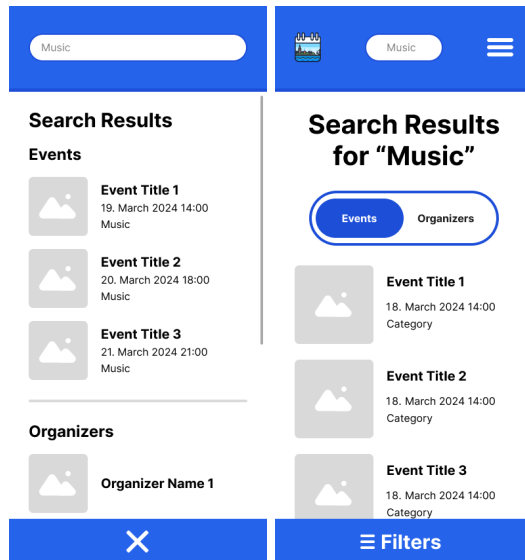 Music
Search Results
Events
Event Title 1
19. March 2024 14:00
Music
Event Title 2
20. March 2024 18:00
Music
Event Title 3
21. March 2024 21:00
Music
Organizers
Organizer Name 1
Music
Search Results
for “Music”
Events
Organizers
Event Title 1
18. March 2024 14:00
Category
Event Title 2
18. March 2024 14:00
Category
Event Title 3
18. March 2024 14:00
Category
Filters